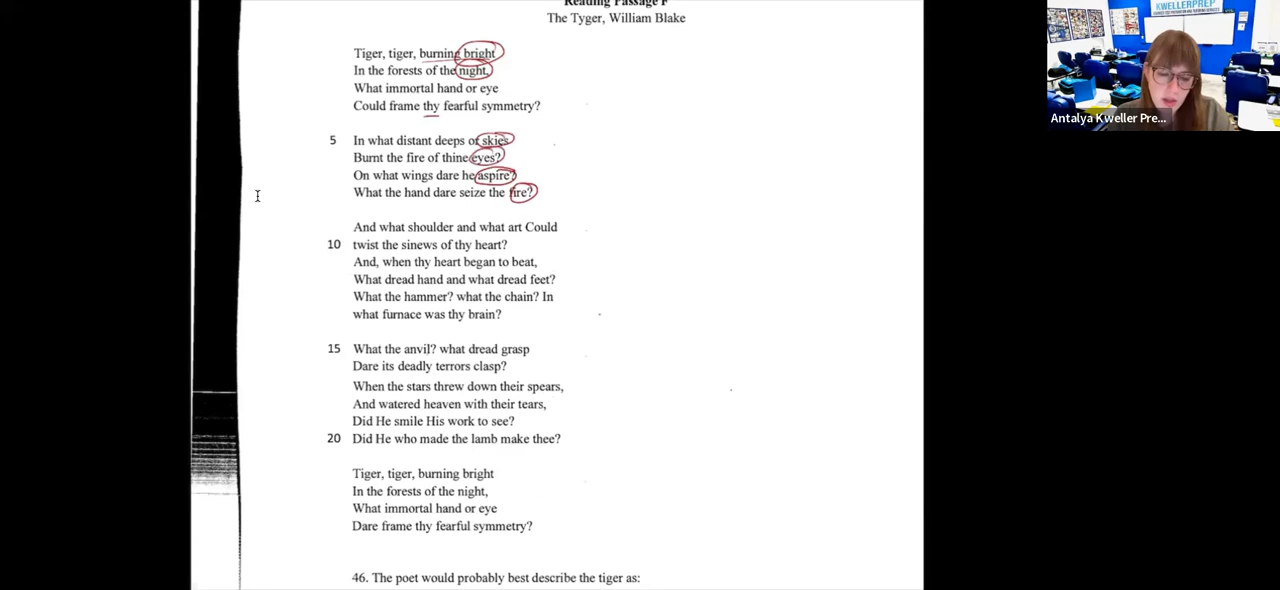 Reading Passage F
The Tyger, William Blake
Tiger, tiger, burning bright
In the forests of the night,
What immortal hand or eye
Could frame thy fearful symmetry?
5 In what distant deeps of skies
Burnt the fire of thine eyes?
On what wings dare he aspire?
What the hand dare seize the fire?
And what shoulder and what art Could
10 twist the sinews of thy heart?
And, when thy heart began to beat,
What dread hand and what dread feet?
What the hammer? what the chain? In
what furnace was thy brain?
15 What the anvil? what dread grasp
Dare its deadly terrors clasp?
When the stars threw down their spears,
And watered heaven with their tears,
Did He smile His work to see?
20 Did He who made the lamb make thee?
Tiger, tiger, burning bright
In the forests of the night,
What immortal hand or eye
Dare frame thy fearful symmetry?
46. The poet would probably best describe the tiger as:
KWELLERPREP
Antalya Kweller Pre...